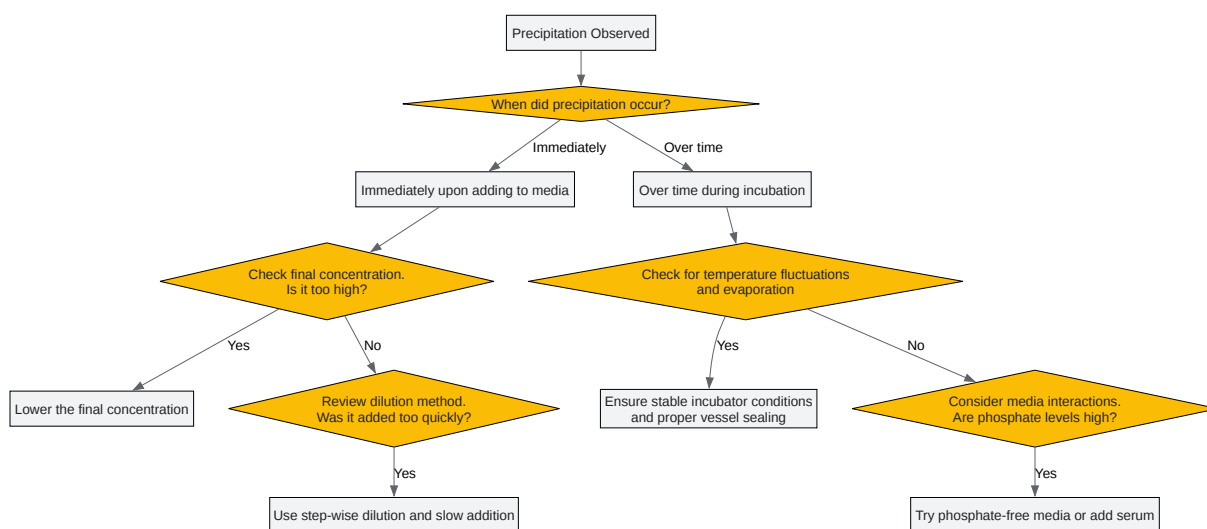 Precipitation Observed
When did precipitation occur?
Immediately
Over time
Immediately upon adding to media
Over time during incubation
Check final concentration.
Is it too high?
Check for temperature fluctuations
and evaporation
Yes
No
Yes
No
Lower the final concentration
Review dilution method.
Was it added too quickly?
Ensure stable incubator conditions
and proper vessel sealing
Consider media interactions.
Are phosphate levels high?
Yes
Yes
Use step-wise dilution and slow addition
Try phosphate-free media or add serum